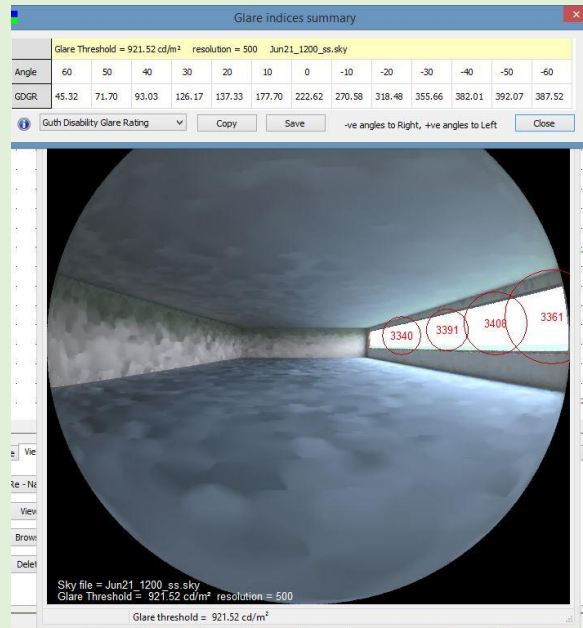 Glare indices summary
Glare Threshold = 921.52 cd/m² resolution = 500 Jun21_1200_ss.sky
Angle 60 50 40 30 20 10 0 -10 -20 -30 -40 -50 -60
GDGR 45.32 71.70 93.03 126.17 137.33 177.70 222.62 270.58 318.48 355.66 382.01 392.07 387.52
Guth Disability Glare Rating Copy Save -ve angles to Right, +ve angles to Left Close
3340 3391 3408 3361
Vie
Re - Na
View
Brows
Delet
Sky file = Jun21_1200_ss.sky
Glare Threshold = 921.52 cd/m² resolution = 500
Glare threshold = 921.52 cd/m²